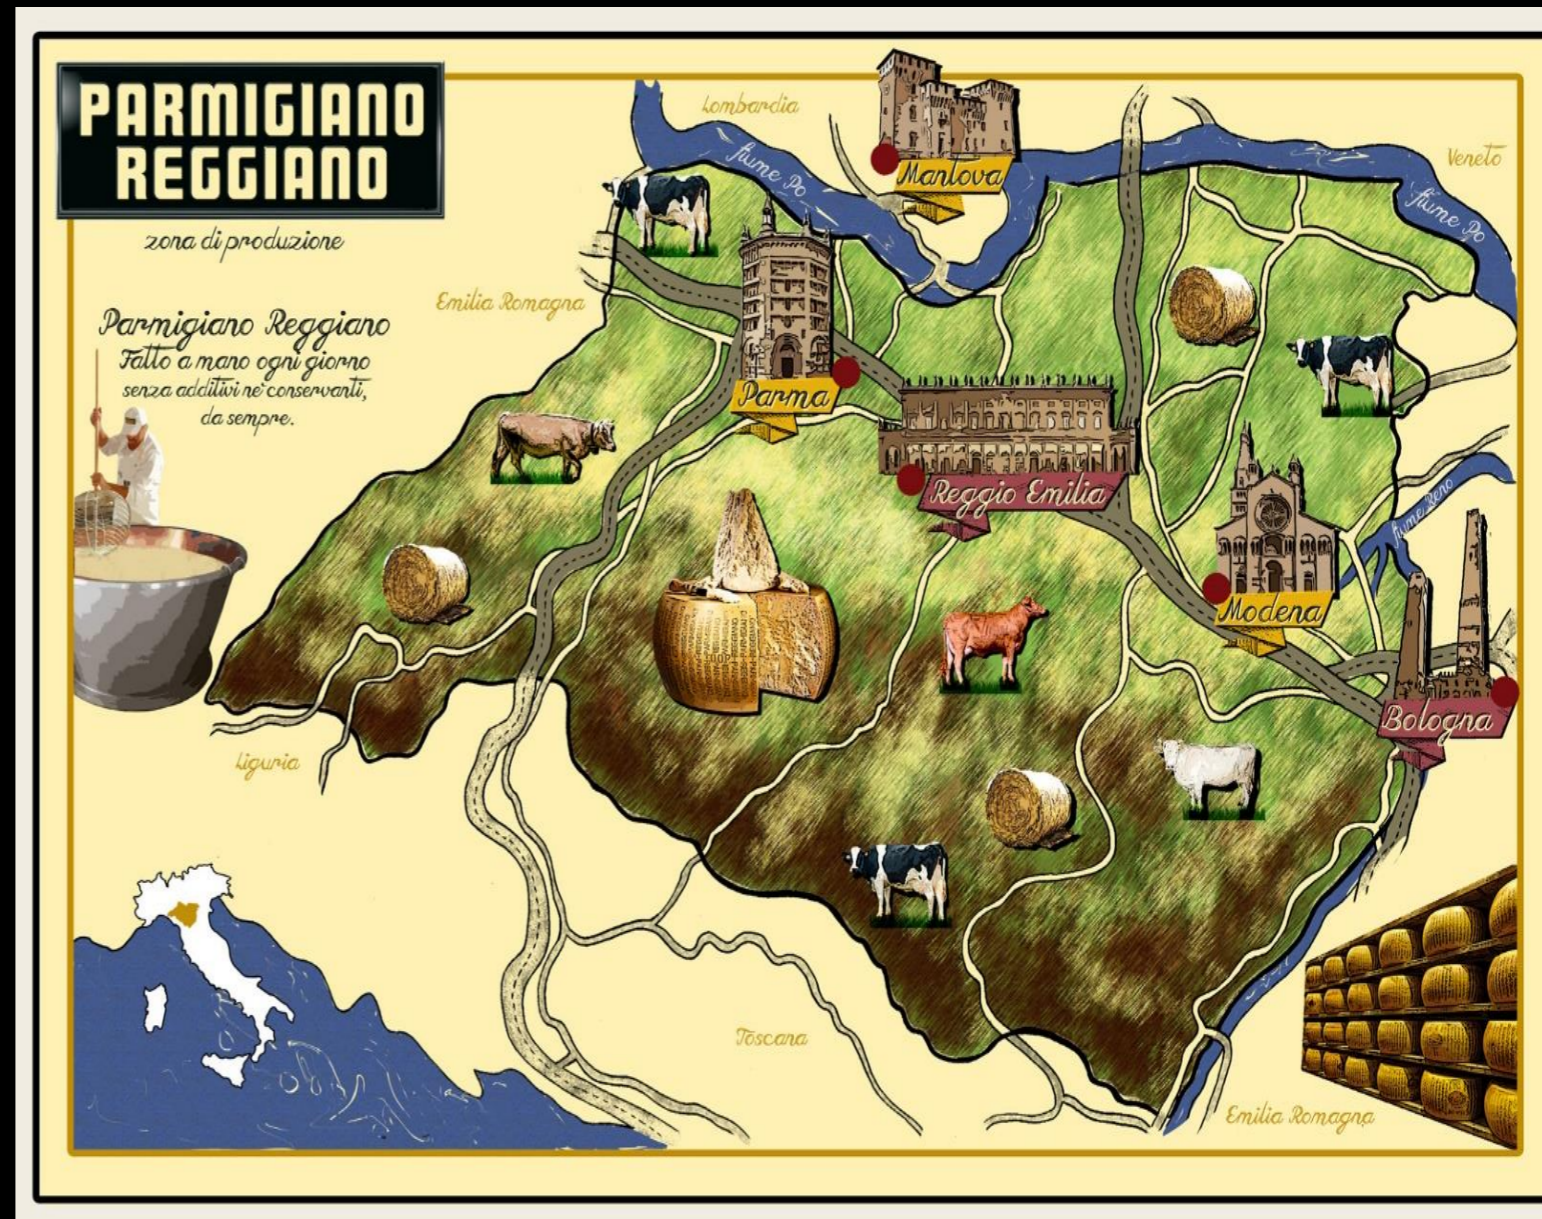 PARMIGIANO
REGGIANO
zona di produzione
Parmigiano Reggiano
Fatto a mano ogni giorno
senza additivi nè conservanti,
da sempre.
Lombardia
Mantova
Veneto
fiume Po
fiume Po
Emilia Romagna
Parma
Reggio Emilia
fiume Reno
Modena
Bologna
Liguria
Toscana
Emilia Romagna